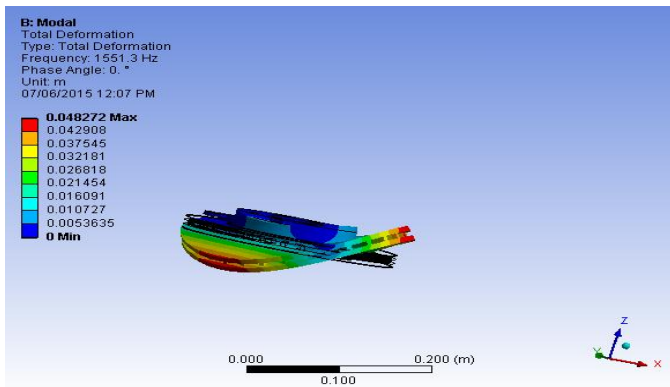 B: Modal
Total Deformation
Type: Total Deformation
Frequency: 1551.3 Hz
Phase Angle: 0. °
Unit: m
07/06/2015 12:07 PM
0.048272 Max
0.042908
0.037545
0.032181
0.026818
0.021454
0.016091
0.010727
0.0053635
0 Min
0.000
0.200 (m)
0.100
Z
Y
X